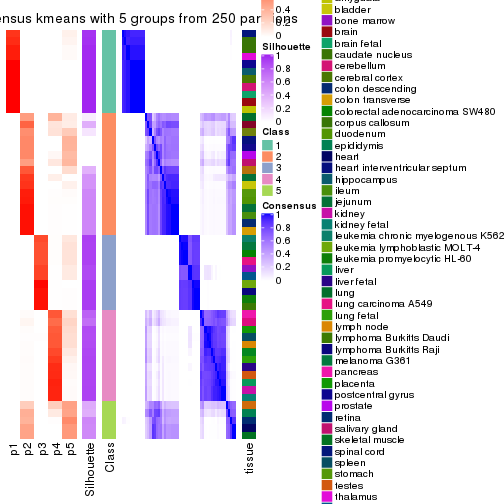 nsus kmeans with 5 groups from 250 partitions
0.4
0.2
0
Silhouette
1
0.8
0.6
0.4
0.2
0
Class
1
2
3
4
5
Consensus
1
0.8
0.6
0.4
0.2
0
p1
p2
p3
p4
p5
Silhouette
Class
tissue
bladder
bone marrow
brain
brain fetal
caudate nucleus
cerebellum
cerebral cortex
colon descending
colon transverse
colorectal adenocarcinoma SW480
corpus callosum
duodenum
epididymis
heart
heart interventricular septum
hippocampus
ileum
jejunum
kidney
kidney fetal
leukemia chronic myelogenous K562
leukemia lymphoblastic MOLT-4
leukemia promyelocytic HL-60
liver
liver fetal
lung
lung carcinoma A549
lung fetal
lymph node
lymphoma Burkitts Daudi
lymphoma Burkitts Raji
melanoma G361
pancreas
placenta
postcentral gyrus
prostate
retina
salivary gland
skeletal muscle
spinal cord
spleen
stomach
testes
thalamus